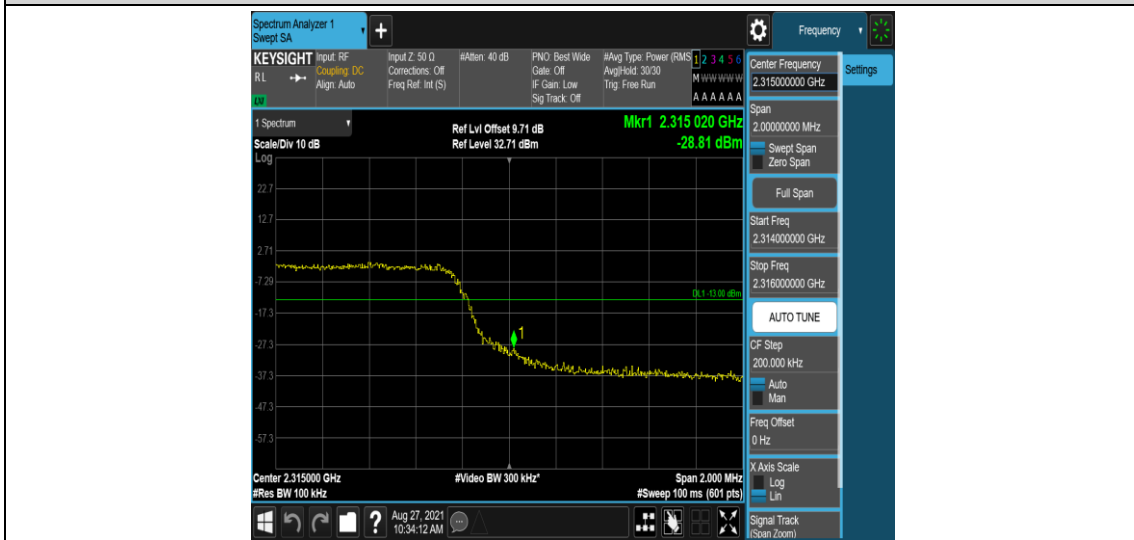 Spectrum Analyzer 1
Swept SA
+
Frequency
KEYSIGHT
RL
LXI
Input: RF
Coupling: DC
Align: Auto
Input Z: 50 Ω
Corrections: Off
Freq Ref: Int (S)
#Atten: 40 dB
PNO: Best Wide
Gate: Off
IF Gain: Low
Sig Track: Off
#Avg Type: Power (RMS
Avg|Hold: 30/30
Trig: Free Run
1 2 3 4 5 6
M W W W W W
A A A A A A
1 Spectrum
Scale/Div 10 dB
Log
Ref Lvl Offset 9.71 dB
Ref Level 32.71 dBm
Mkr1 2.315 020 GHz
-28.81 dBm
22.7
12.7
2.71
-7.29
DL1 -13.00 dBm
-17.3
1
-27.3
-37.3
-47.3
-57.3
Center 2.315000 GHz
#Res BW 100 kHz
#Video BW 300 kHz*
Span 2.000 MHz
#Sweep 100 ms (601 pts)
?
Aug 27, 2021
10:34:12 AM
Center Frequency
2.315000000 GHz
Settings
Span
2.00000000 MHz
Swept Span
Zero Span
Full Span
Start Freq
2.314000000 GHz
Stop Freq
2.316000000 GHz
AUTO TUNE
CF Step
200.000 kHz
Auto
Man
Freq Offset
0 Hz
X Axis Scale
Log
Lin
Signal Track
(Span Zoom)